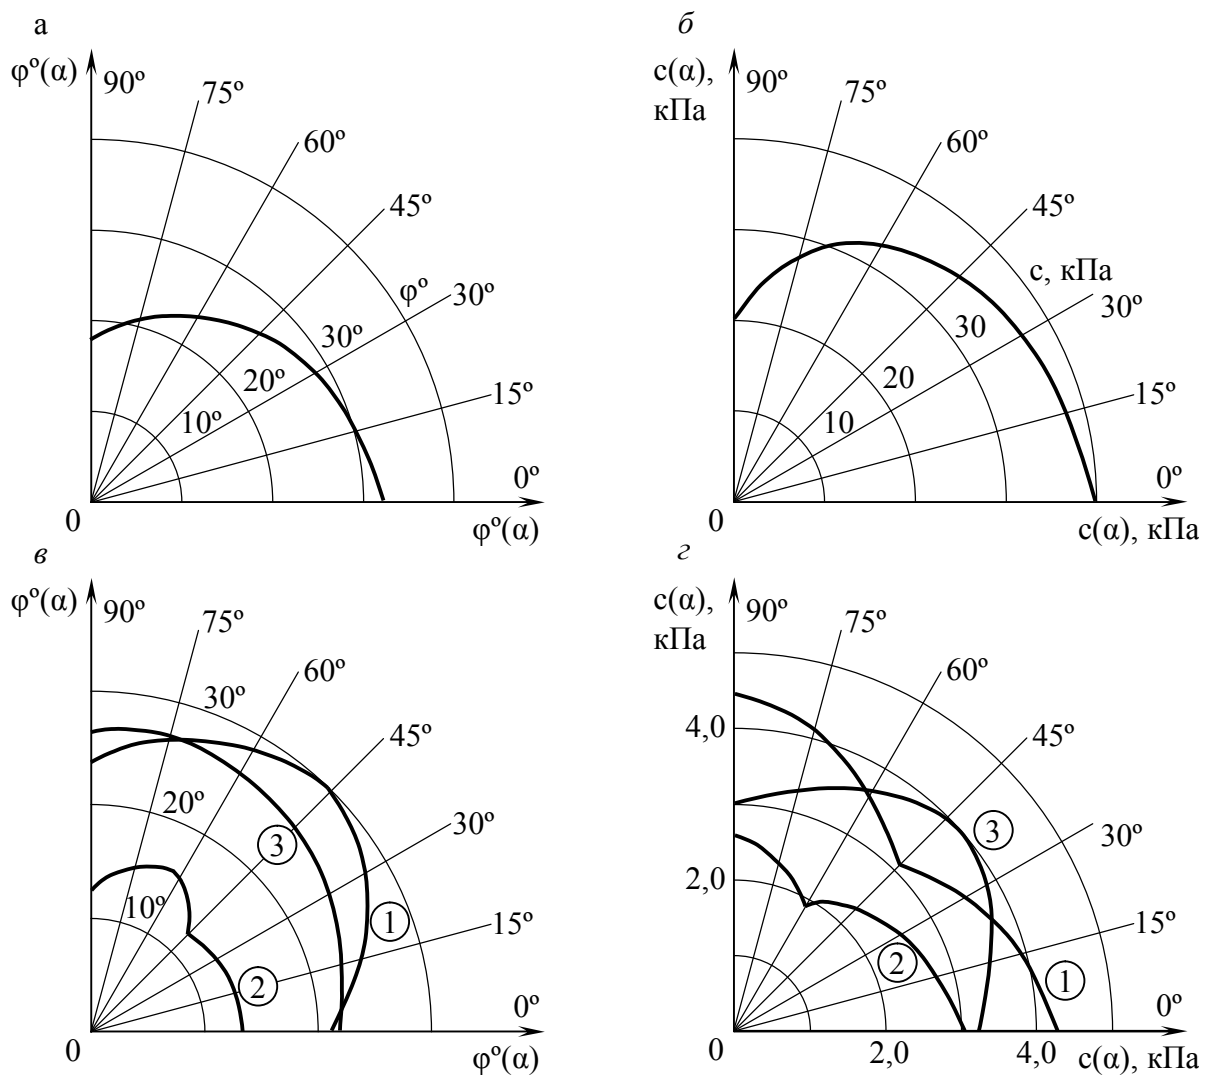 а
φº(α)
90º
75º
60º
45º
φº
30º
30º
20º
15º
10º
0º
0
φº(α)
б
c(α),
кПа
90º
75º
60º
45º
c, кПа
30º
30
20
15º
10
0º
0
c(α), кПа
в
φº(α)
90º
75º
60º
30º
45º
20º
30º
3
10º
1
15º
2
0º
0
φº(α)
г
c(α),
кПа
90º
75º
60º
4,0
45º
3
30º
2,0
15º
2
1
0º
0
2,0
4,0
c(α), кПа